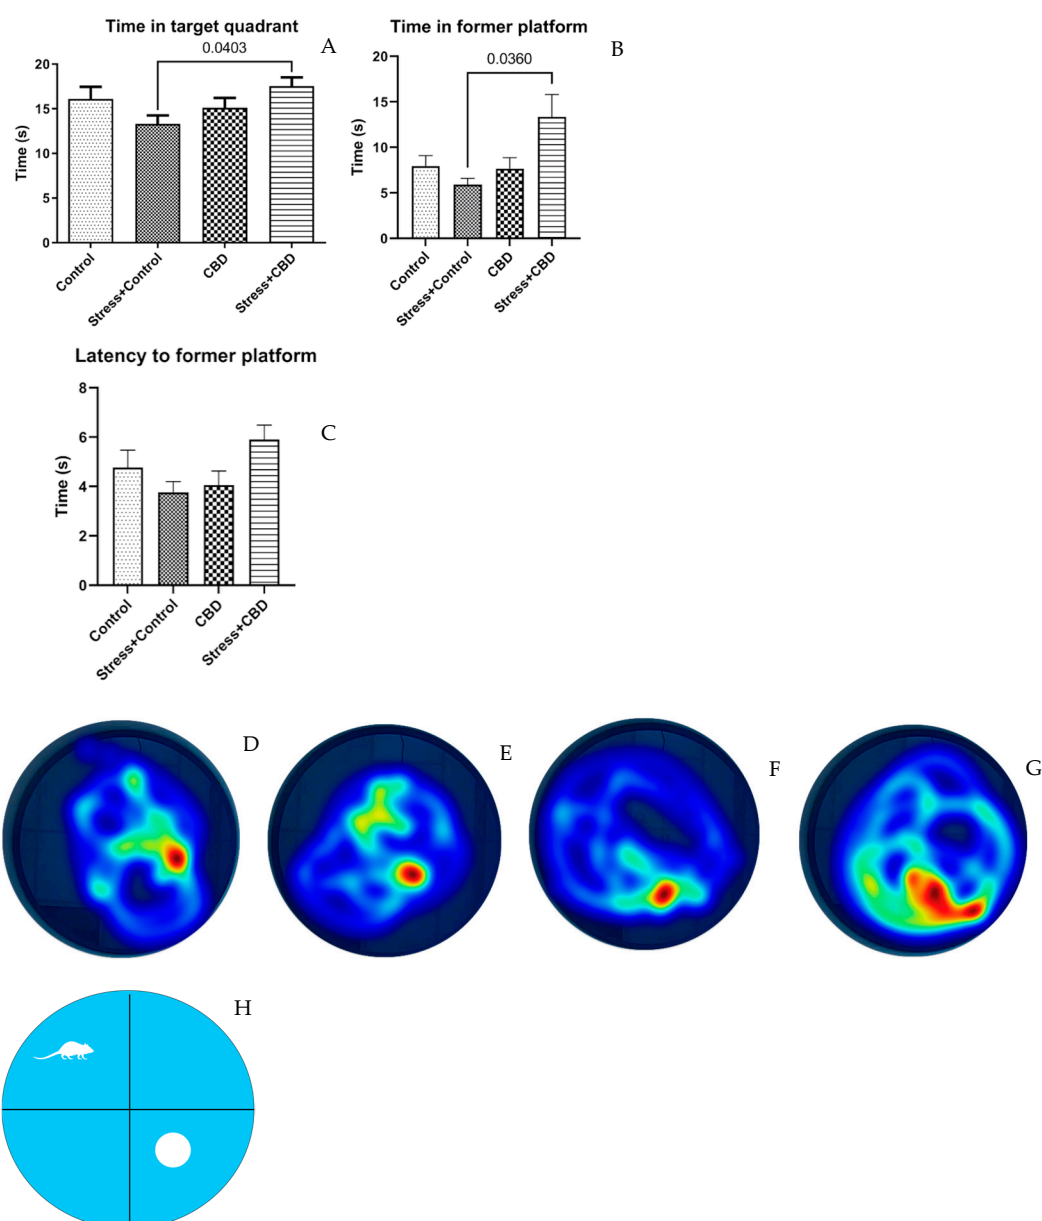 Time in target quadrant
A
0.0403
Time (s)
20
15
10
5
0
Control
Stress+Control
CBD
Stress+CBD
Time in former platform
B
0.0360
Time (s)
20
15
10
5
0
Control
Stress+Control
CBD
Stress+CBD
Latency to former platform
C
Time (s)
8
6
4
2
0
Control
Stress+Control
CBD
Stress+CBD
D
E
F
G
H